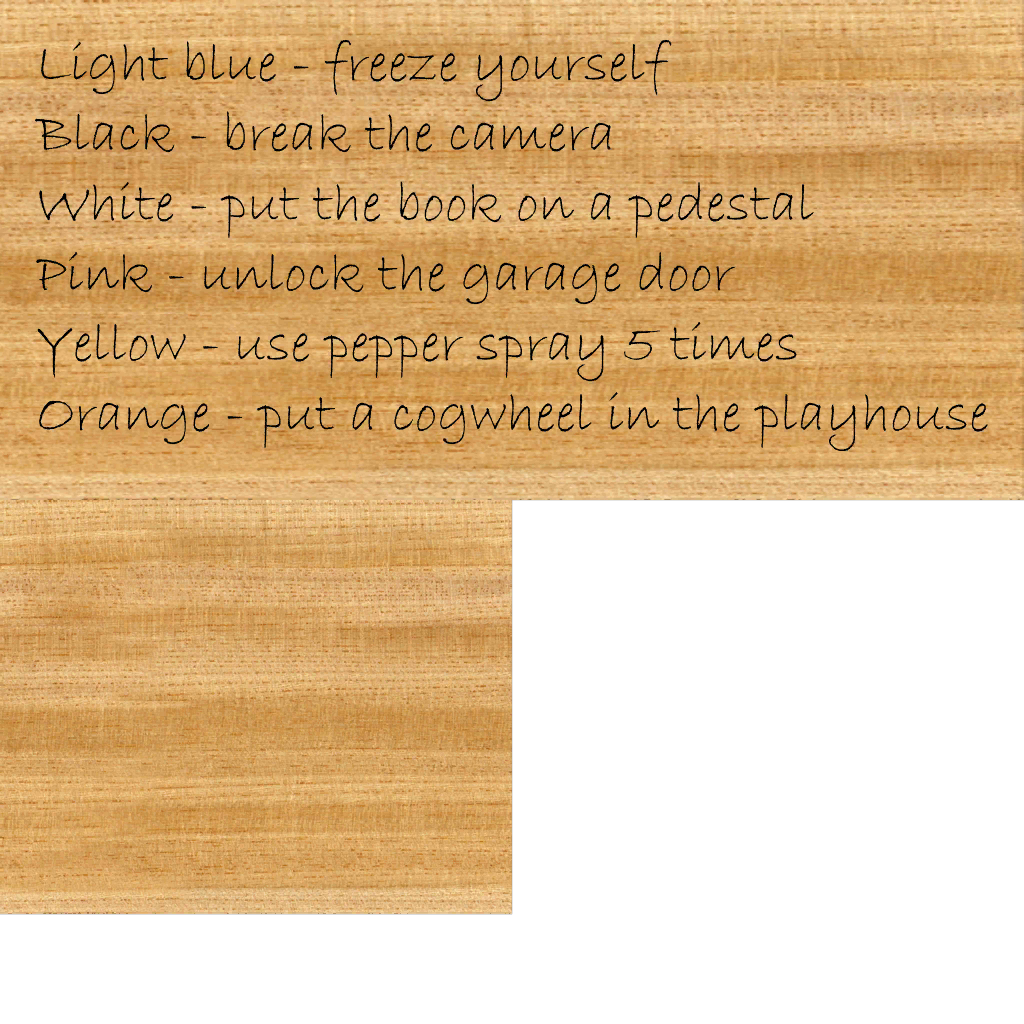 Light blue - freeze yourself
Black - break the camera
White - put the book on a pedestal
Pink - unlock the garage door
Yellow - use pepper spray 5 times
Orange - put a cogwheel in the playhouse